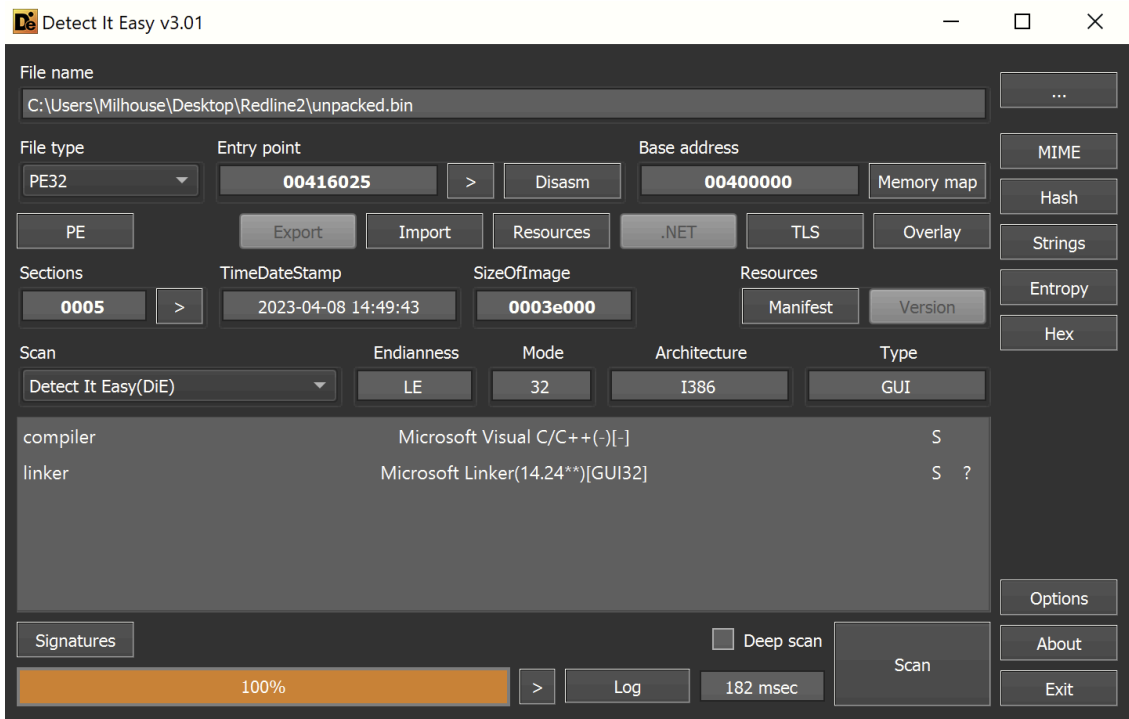 Detect It Easy v3.01
File name
C:\Users\Milhouse\Desktop\Redline2\unpacked.bin
...
File type Entry point Base address
PE32 00416025 > Disasm 00400000 Memory map
MIME
Hash
PE Export Import Resources .NET TLS Overlay
Strings
Sections TimeDateStamp SizeOfImage Resources
0005 > 2023-04-08 14:49:43 0003e000 Manifest Version
Entropy
Hex
Scan Endianness Mode Architecture Type
Detect It Easy(DiE) LE 32 I386 GUI
compiler Microsoft Visual C/C++(-)[-] S
linker Microsoft Linker(14.24**)[GUI32] S ?
Options
Signatures Deep scan Scan About
100% > Log 182 msec Exit